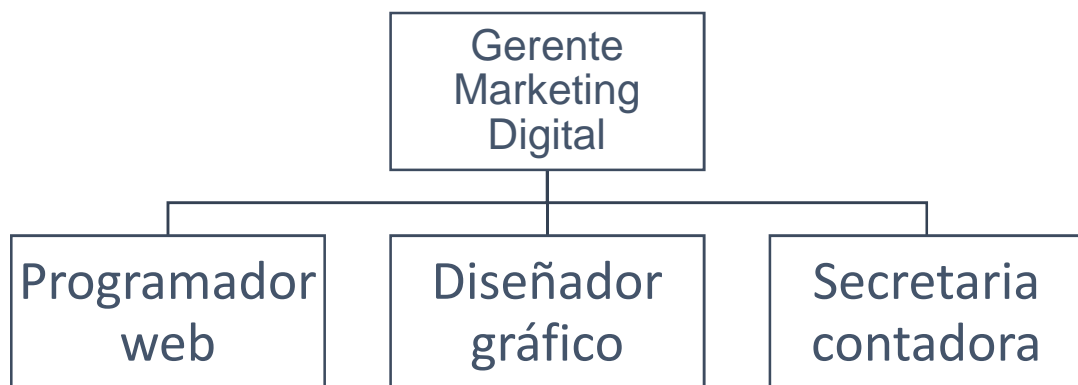 Gerente
Marketing
Digital
Programador
web
Diseñador
gráfico
Secretaria
contadora